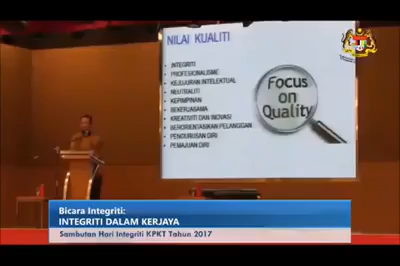 NILAI KUALITI
INTEGRITI
PROFESIONALISME
KEJUJURAN INTELEKTUAL
NEUTRALITI
KEPIMPINAN
BEKERJASAMA
KREATIVITI DAN INOVASI
BERORIENTASIKAN PELANGGAN
PENGURUSAN DIRI
PEMAJUAN DIRI
Focus
on
Quality
Bicara Integriti:
INTEGRITI DALAM KERJAYA
Sambutan Hari Integriti KPKT Tahun 2017